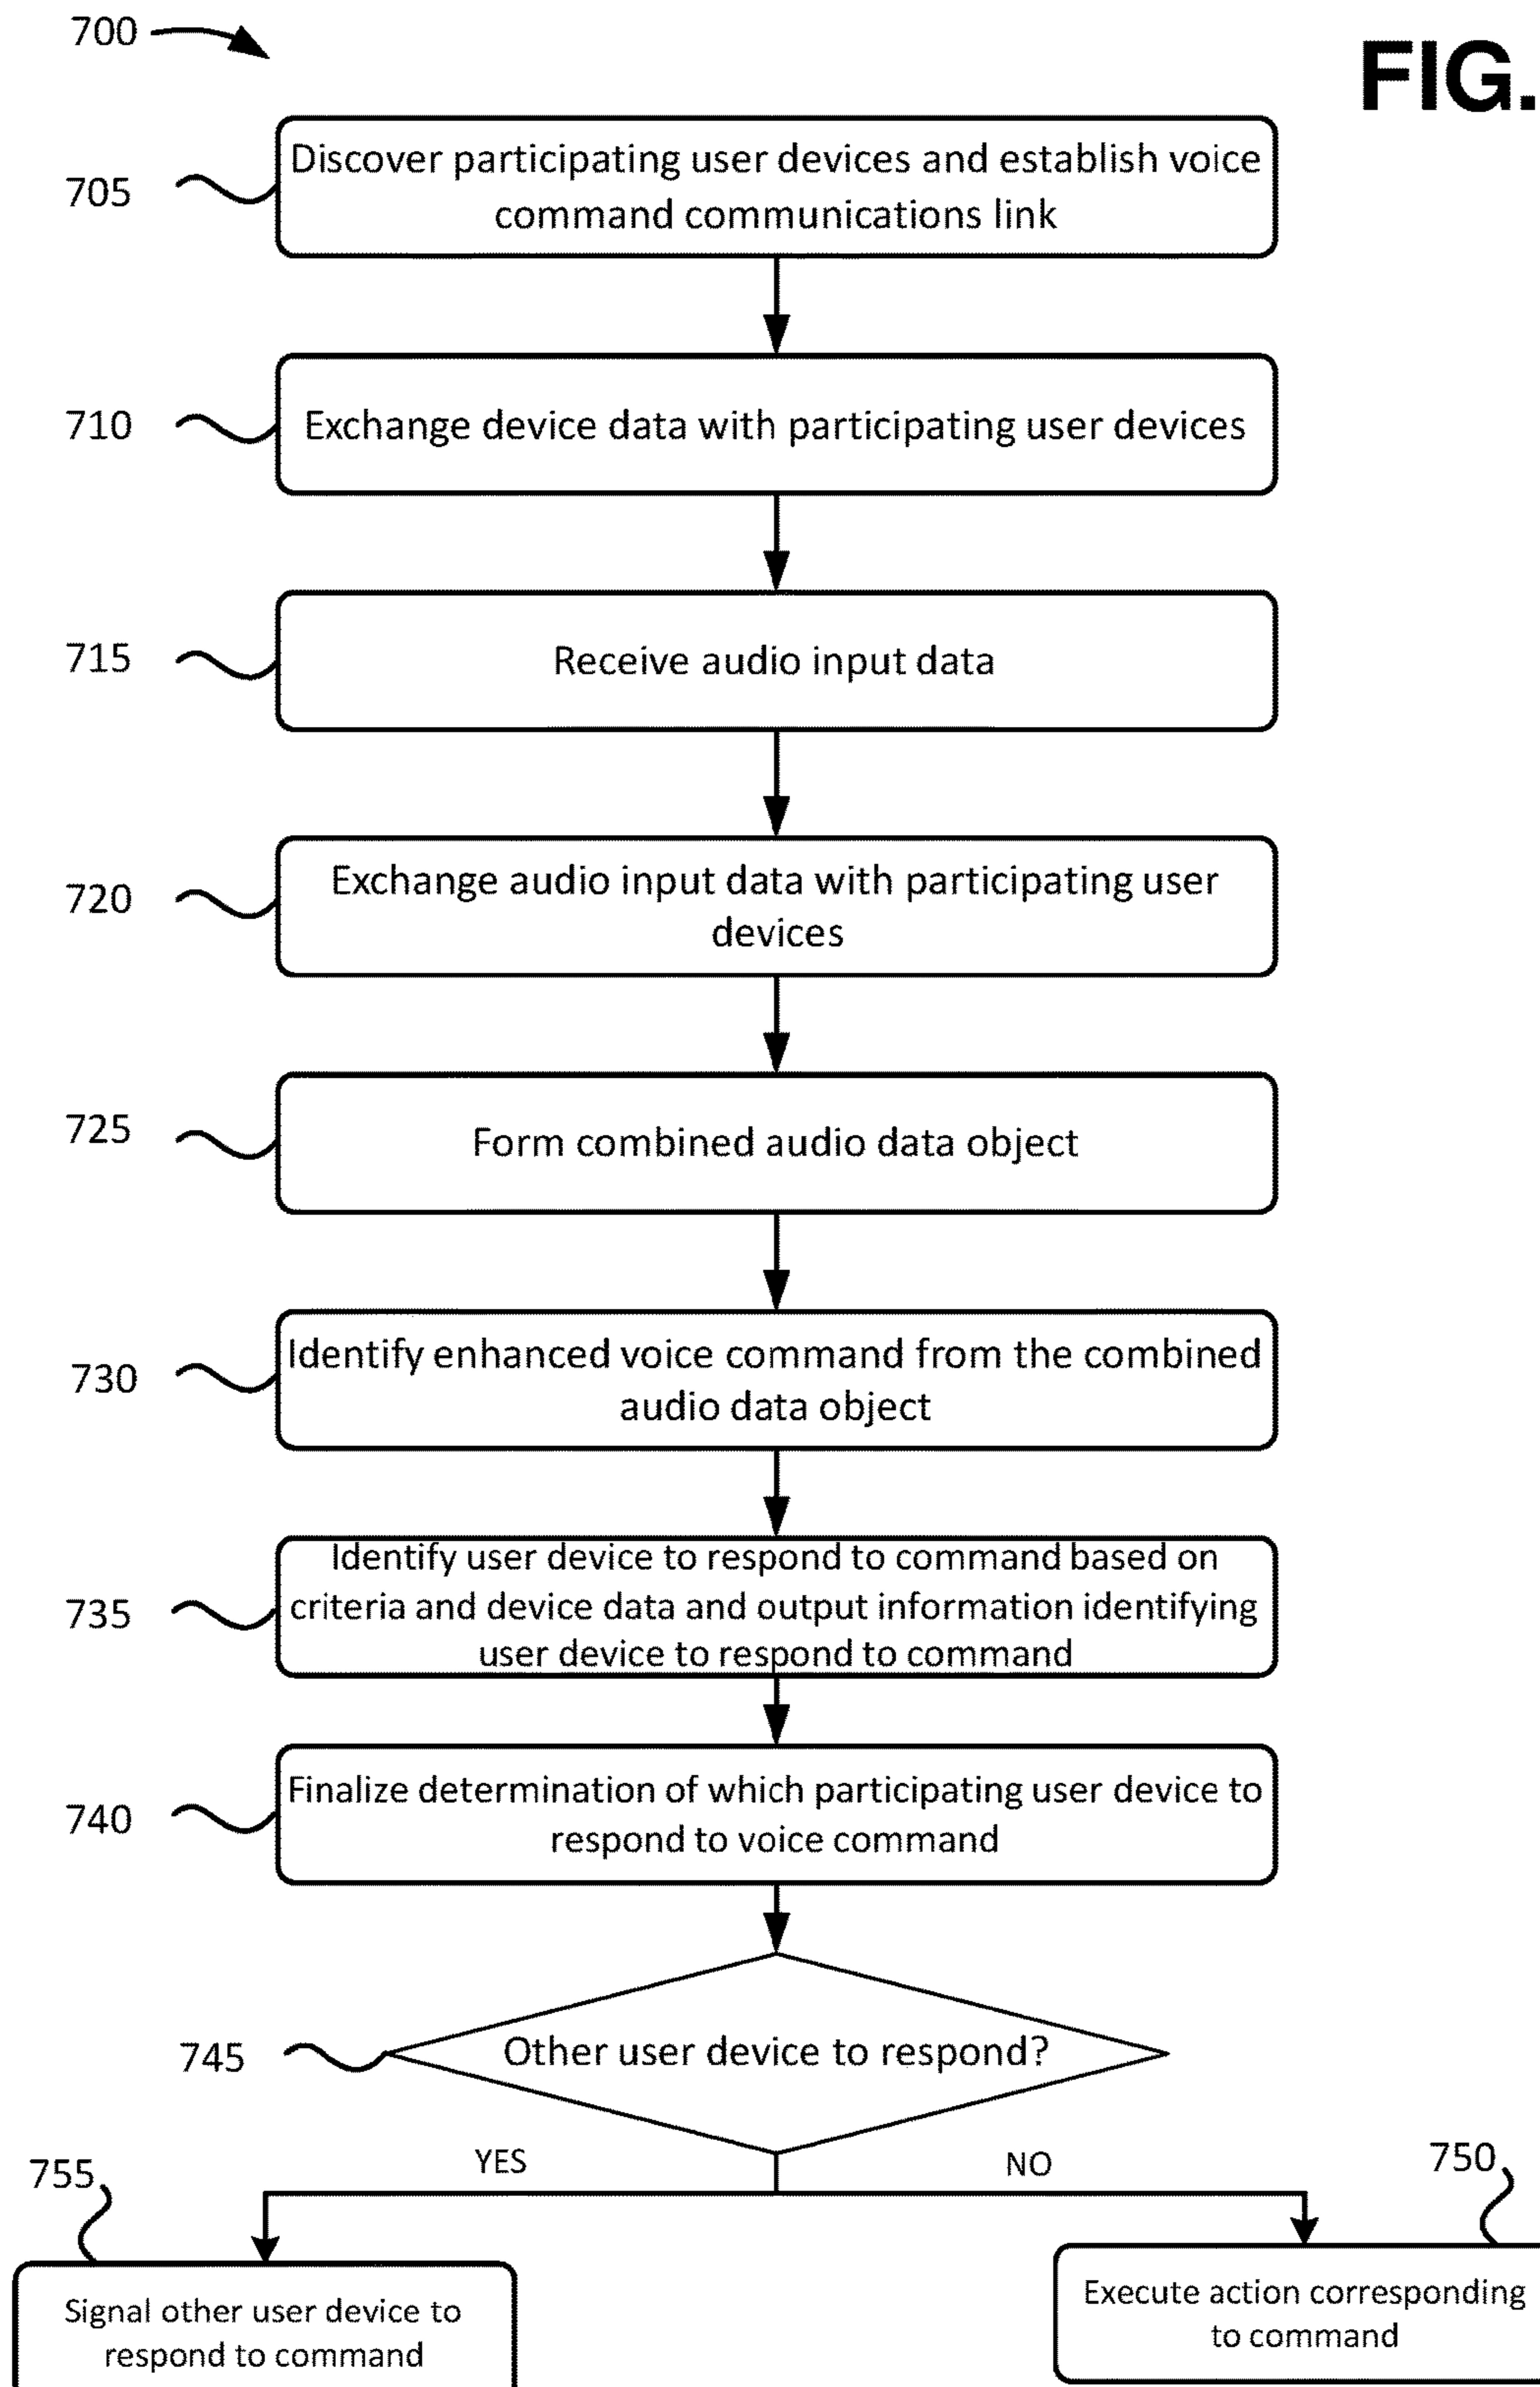 700
FIG.
705
Discover participating user devices and establish voice
command communications link
710
Exchange device data with participating user devices
715
Receive audio input data
720
Exchange audio input data with participating user
devices
725
Form combined audio data object
730
Identify enhanced voice command from the combined
audio data object
735
Identify user device to respond to command based on
criteria and device data and output information identifying
user device to respond to command
740
Finalize determination of which participating user device to
respond to voice command
745
Other user device to respond?
YES
NO
755
750
Signal other user device to
respond to command
Execute action corresponding
to command